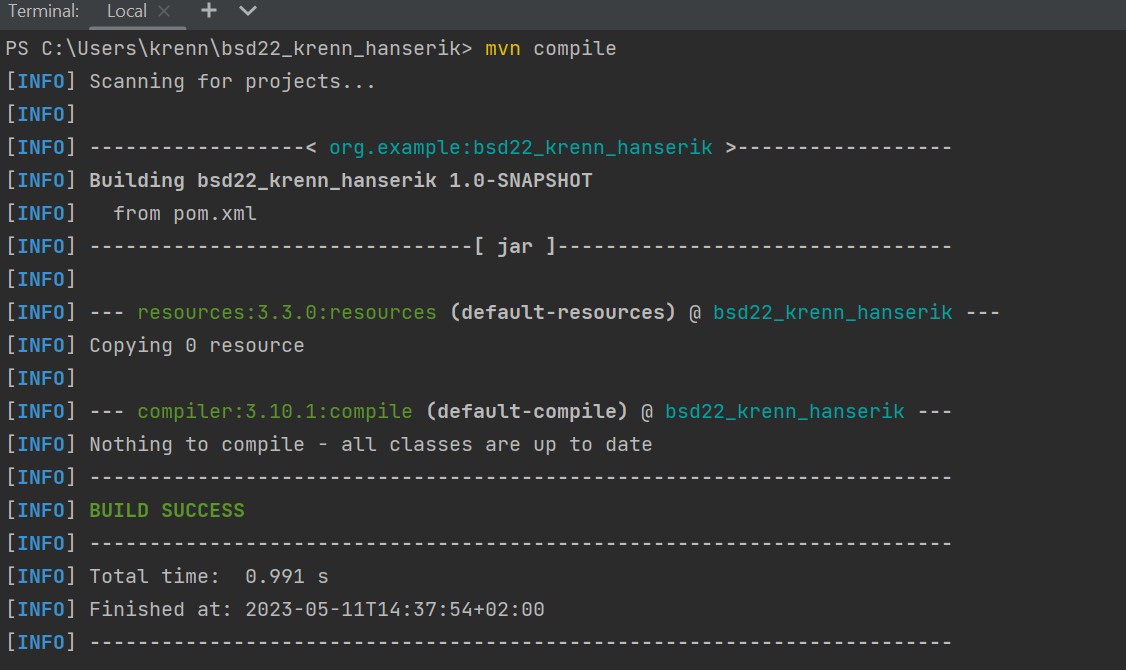 Terminal: Local × + ⌄
PS C:\Users\krenn\bsd22_krenn_hanserik> mvn compile
[INFO] Scanning for projects...
[INFO]
[INFO] ------------------< org.example:bsd22_krenn_hanserik >------------------
[INFO] Building bsd22_krenn_hanserik 1.0-SNAPSHOT
[INFO]   from pom.xml
[INFO] --------------------------------[ jar ]---------------------------------
[INFO]
[INFO] --- resources:3.3.0:resources (default-resources) @ bsd22_krenn_hanserik ---
[INFO] Copying 0 resource
[INFO]
[INFO] --- compiler:3.10.1:compile (default-compile) @ bsd22_krenn_hanserik ---
[INFO] Nothing to compile - all classes are up to date
[INFO] ------------------------------------------------------------------------
[INFO] BUILD SUCCESS
[INFO] ------------------------------------------------------------------------
[INFO] Total time:  0.991 s
[INFO] Finished at: 2023-05-11T14:37:54+02:00
[INFO] ------------------------------------------------------------------------